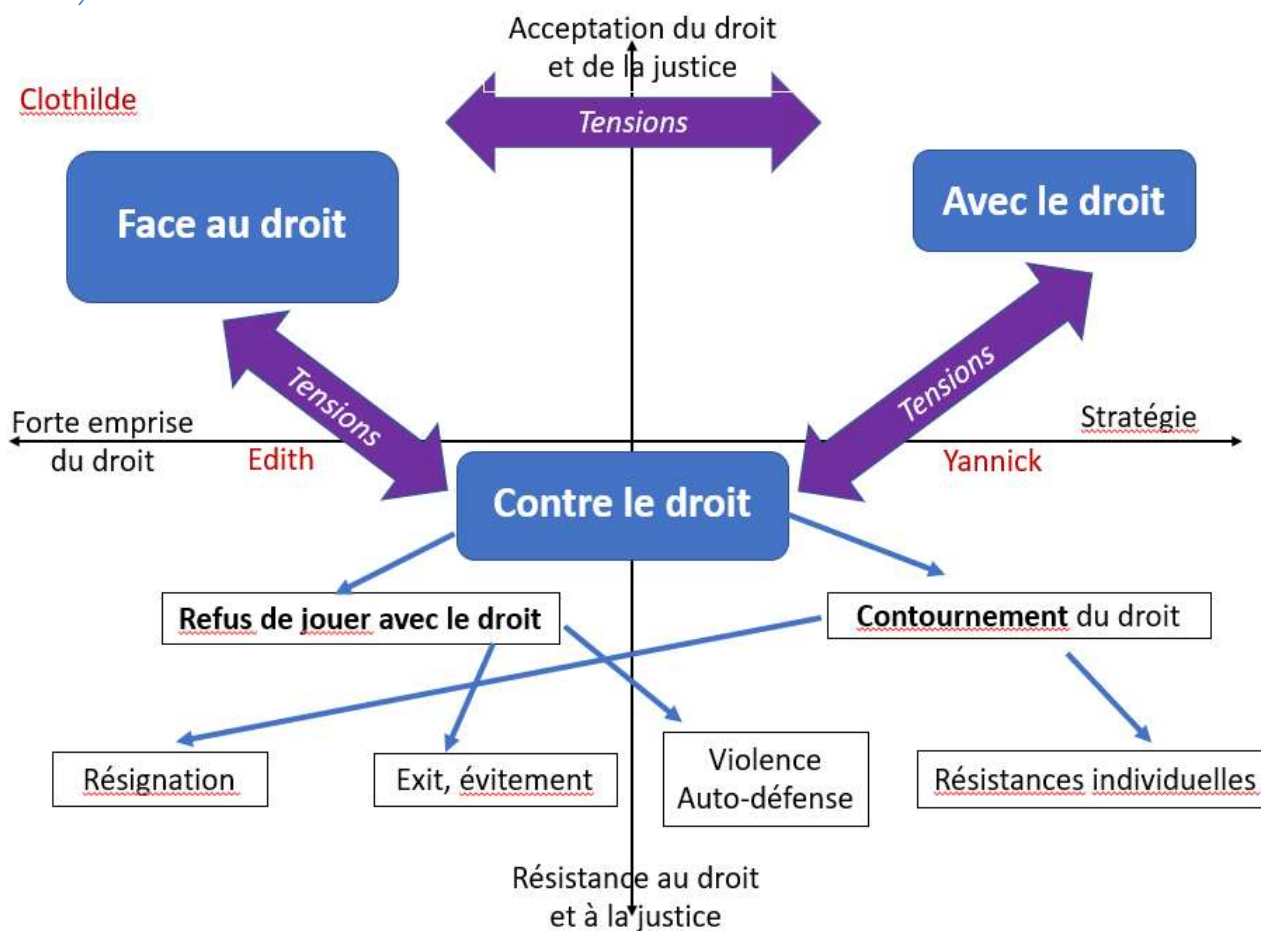 Acceptation du droit
et de la justice
Clothilde
Tensions
Face au droit
Avec le droit
Tensions
Tensions
Forte emprise
du droit
Stratégie
Edith
Yannick
Contre le droit
Refus de jouer avec le droit
Contournement du droit
Résignation
Exit, évitement
Violence
Auto-défense
Résistances individuelles
Résistance au droit
et à la justice